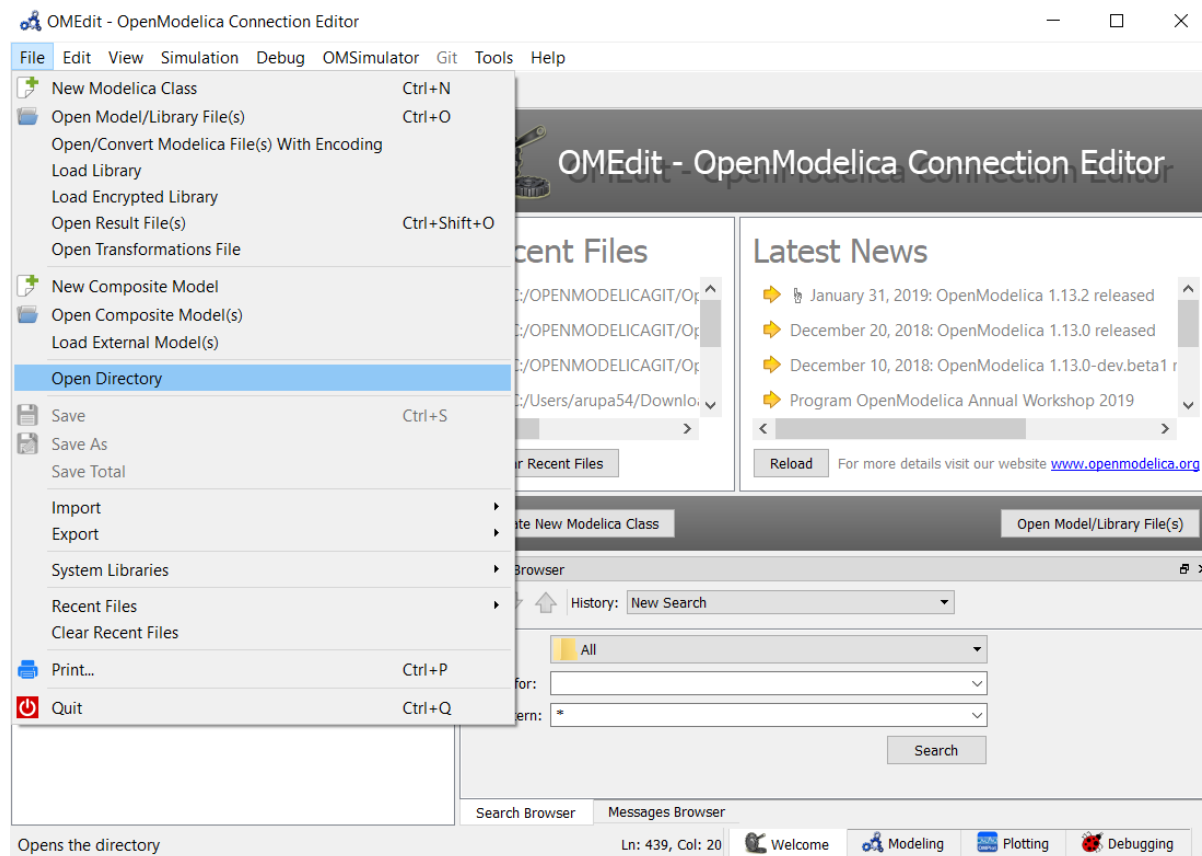 OMEdit - OpenModelica Connection Editor
File Edit View Simulation Debug OMSimulator Git Tools Help
New Modelica Class Ctrl+N
Open Model/Library File(s) Ctrl+O
Open/Convert Modelica File(s) With Encoding
Load Library
Load Encrypted Library
Open Result File(s) Ctrl+Shift+O
Open Transformations File
New Composite Model
Open Composite Model(s)
Load External Model(s)
Open Directory
Save Ctrl+S
Save As
Save Total
Import
Export
System Libraries
Recent Files
Clear Recent Files
Print... Ctrl+P
Quit Ctrl+Q
OMEdit - OpenModelica Connection Editor
cent Files
:/OPENMODELICAGIT/Op
:/OPENMODELICAGIT/Op
:/OPENMODELICAGIT/Op
:/Users/arupa54/Downlo
r Recent Files
Latest News
January 31, 2019: OpenModelica 1.13.2 released
December 20, 2018: OpenModelica 1.13.0 released
December 10, 2018: OpenModelica 1.13.0-dev.beta1 r
Program OpenModelica Annual Workshop 2019
Reload For more details visit our website www.openmodelica.org
ate New Modelica Class Open Model/Library File(s)
Browser
History: New Search
All
for:
ern: *
Search
Search Browser Messages Browser
Opens the directory Ln: 439, Col: 20 Welcome Modeling Plotting Debugging